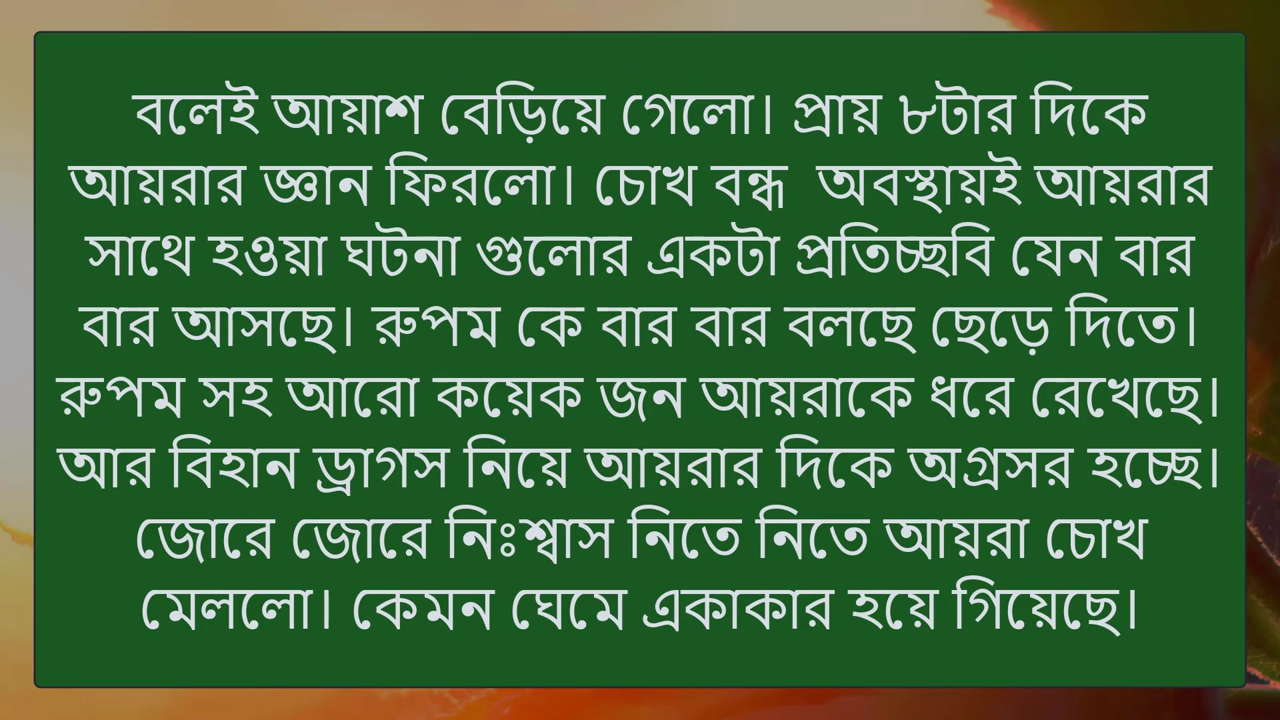 বলেই আয়াশ বেড়িয়ে গেলো। প্রায় ৮টার দিকে
আয়রার জ্ঞান ফিরলো। চোখ বন্ধ  অবস্থায়ই আয়রার
সাথে হওয়া ঘটনা গুলোর একটা প্রতিচ্ছবি যেন বার
বার আসছে। রুপম কে বার বার বলছে ছেড়ে দিতে।
রুপম সহ আরো কয়েক জন আয়রাকে ধরে রেখেছে।
আর বিহান ড্রাগস নিয়ে আয়রার দিকে অগ্রসর হচ্ছে।
জোরে জোরে নিঃশ্বাস নিতে নিতে আয়রা চোখ
মেললো। কেমন ঘেমে একাকার হয়ে গিয়েছে।